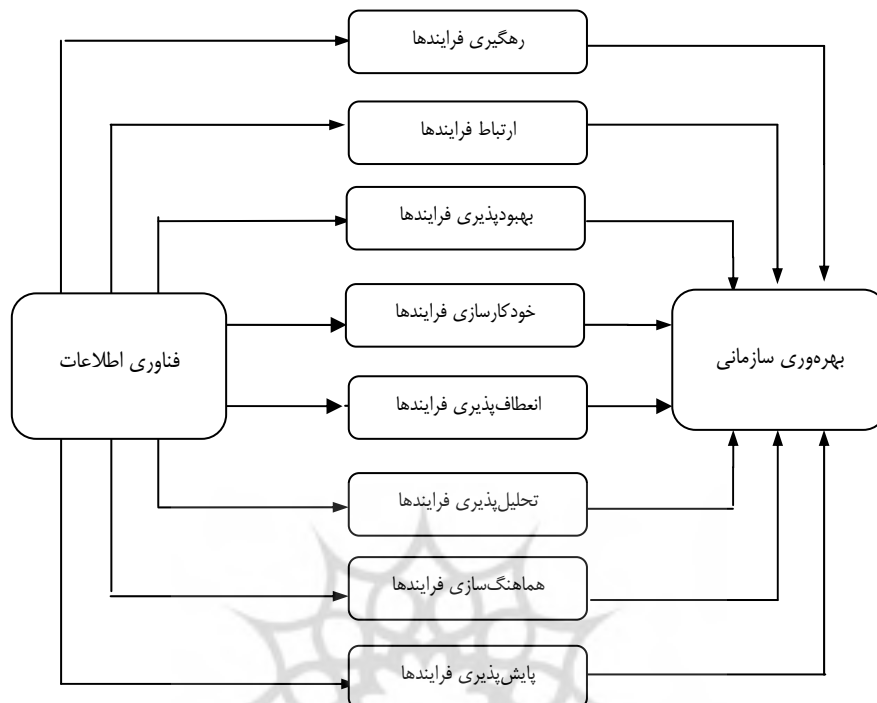 رهگیری فرایندها
ارتباط فرایندها
بهبودپذیری فرایندها
خودکارسازی فرایندها
فناوری اطلاعات
بهره‌وری سازمانی
انعطاف‌پذیری فرایندها
تحلیل‌پذیری فرایندها
هماهنگ‌سازی فرایندها
پایش‌پذیری فرایندها